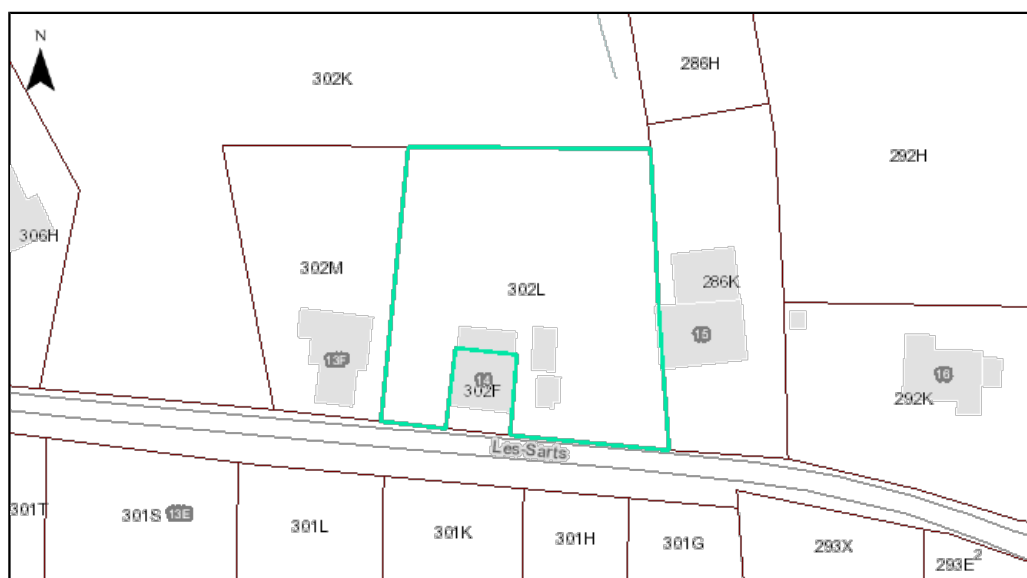 N
302K
286H
292H
306H
302M
302L
286K
13F
15
14
302F
16
292K
Les Sarts
301T
301S 13E
301L
301K
301H
301G
293X
293E²